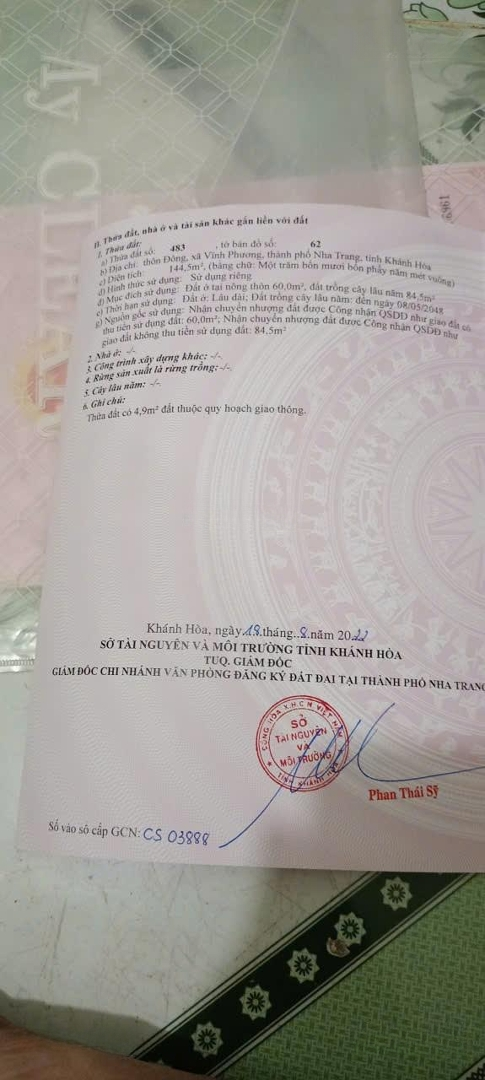 My CLEAR
16961
II. Thửa đất, nhà ở và tài sản khác gắn liền với đất
1. Thửa đất:
a) Thửa đất số: 483 , tờ bản đồ số: 62
b) Địa chỉ: thôn Đông, xã Vĩnh Phương, thành phố Nha Trang, tỉnh Khánh Hòa
c) Diện tích: 144,5m², (bằng chữ: Một trăm bốn mươi bốn phẩy năm mét vuông)
d) Hình thức sử dụng: Sử dụng riêng
đ) Mục đích sử dụng: Đất ở tại nông thôn 60,0m², đất trồng cây lâu năm 84,5m²
e) Thời hạn sử dụng: Đất ở: Lâu dài; Đất trồng cây lâu năm: đến ngày 08/05/2048
g) Nguồn gốc sử dụng: Nhận chuyển nhượng đất được Công nhận QSDĐ như giao đất có
thu tiền sử dụng đất: 60,0m²; Nhận chuyển nhượng đất được Công nhận QSDĐ như
giao đất không thu tiền sử dụng đất: 84,5m²
2. Nhà ở: -/-
3. Công trình xây dựng khác: -/-
4. Rừng sản xuất là rừng trồng: -/-
5. Cây lâu năm: -/-
6. Ghi chú:
Thửa đất có 4,9m² đất thuộc quy hoạch giao thông.
Khánh Hòa, ngày 18 tháng 8 năm 2022
SỞ TÀI NGUYÊN VÀ MÔI TRƯỜNG TỈNH KHÁNH HÒA
TUQ. GIÁM ĐỐC
GIÁM ĐỐC CHI NHÁNH VĂN PHÒNG ĐĂNG KÝ ĐẤT ĐAI TẠI THÀNH PHỐ NHA TRANG
CỘNG HÒA X.H.C.N VIỆT NAM
SỞ
TÀI NGUYÊN
VÀ
MÔI TRƯỜNG
TỈNH KHÁNH HÒA
Phan Thái Sỹ
Số vào sổ cấp GCN: CS 03888